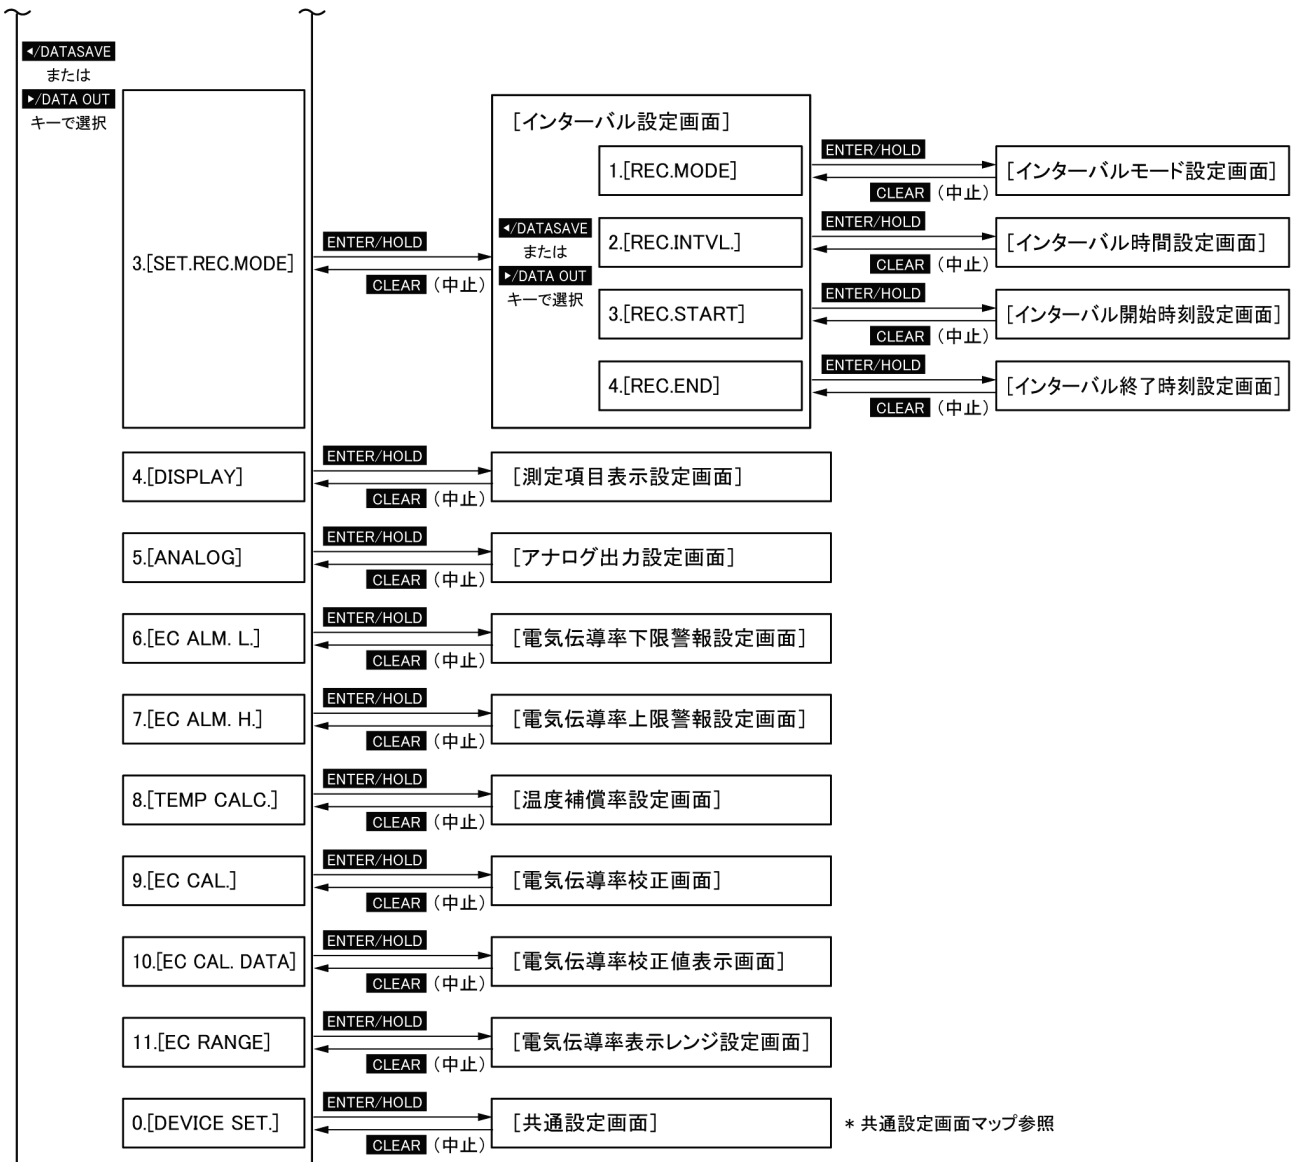 ◀/DATASAVE
または
▶/DATA OUT
キーで選択
3.[SET.REC.MODE]
ENTER/HOLD
CLEAR（中止）
[インターバル設定画面]
◀/DATASAVE
または
▶/DATA OUT
キーで選択
1.[REC.MODE]
ENTER/HOLD
CLEAR（中止）
[インターバルモード設定画面]
2.[REC.INTVL.]
ENTER/HOLD
CLEAR（中止）
[インターバル時間設定画面]
3.[REC.START]
ENTER/HOLD
CLEAR（中止）
[インターバル開始時刻設定画面]
4.[REC.END]
ENTER/HOLD
CLEAR（中止）
[インターバル終了時刻設定画面]
4.[DISPLAY]
ENTER/HOLD
CLEAR（中止）
[測定項目表示設定画面]
5.[ANALOG]
ENTER/HOLD
CLEAR（中止）
[アナログ出力設定画面]
6.[EC ALM. L.]
ENTER/HOLD
CLEAR（中止）
[電気伝導率下限警報設定画面]
7.[EC ALM. H.]
ENTER/HOLD
CLEAR（中止）
[電気伝導率上限警報設定画面]
8.[TEMP CALC.]
ENTER/HOLD
CLEAR（中止）
[温度補償率設定画面]
9.[EC CAL.]
ENTER/HOLD
CLEAR（中止）
[電気伝導率校正画面]
10.[EC CAL. DATA]
ENTER/HOLD
CLEAR（中止）
[電気伝導率校正値表示画面]
11.[EC RANGE]
ENTER/HOLD
CLEAR（中止）
[電気伝導率表示レンジ設定画面]
0.[DEVICE SET.]
ENTER/HOLD
CLEAR（中止）
[共通設定画面]
* 共通設定画面マップ参照